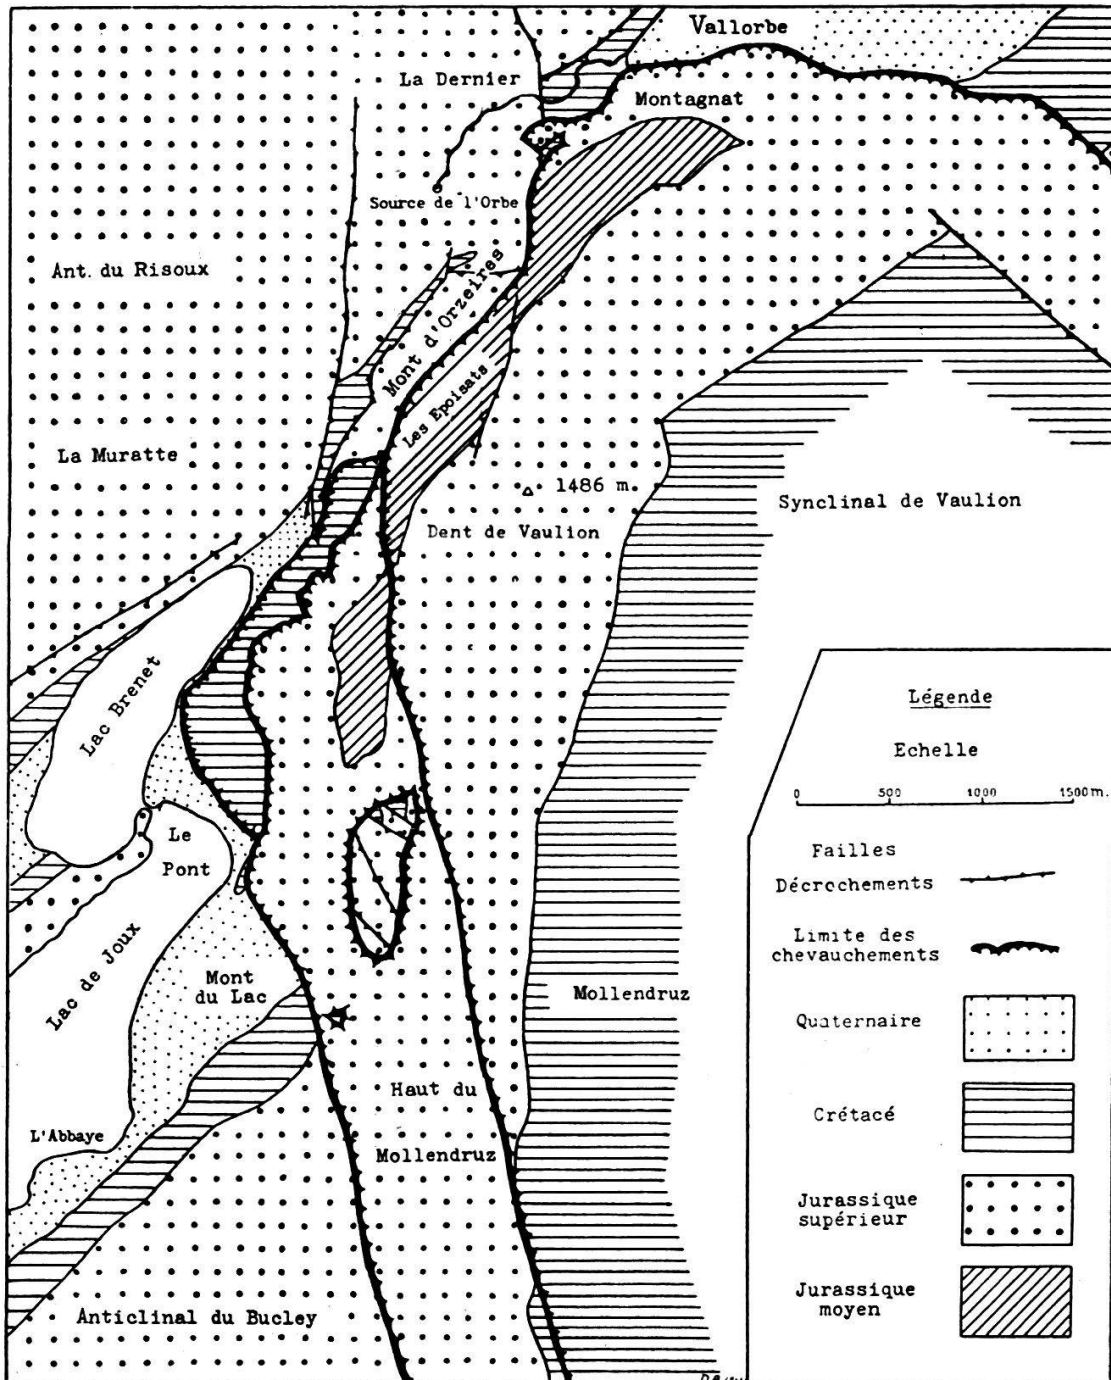 Vallorbe
La Dernier
Montagnat
Source de l'Orbe
Ant. du Risoux
Mont d'Orzeires
Les Epoisats
La Muratte
1486 m.
Synclinal de Vaulion
Dent de Vaulion
Lac Brenet
Le
Pont
Lac de Joux
Mont
du Lac
Mollendruz
Haut du
Mollendruz
L'Abbaye
Anticlinal du Bucley
Légende
Echelle
0 500 1000 1500 m.
Failles
Décrochements
Limite des
chevauchements
Quaternaire
Crétacé
Jurassique
supérieur
Jurassique
moyen